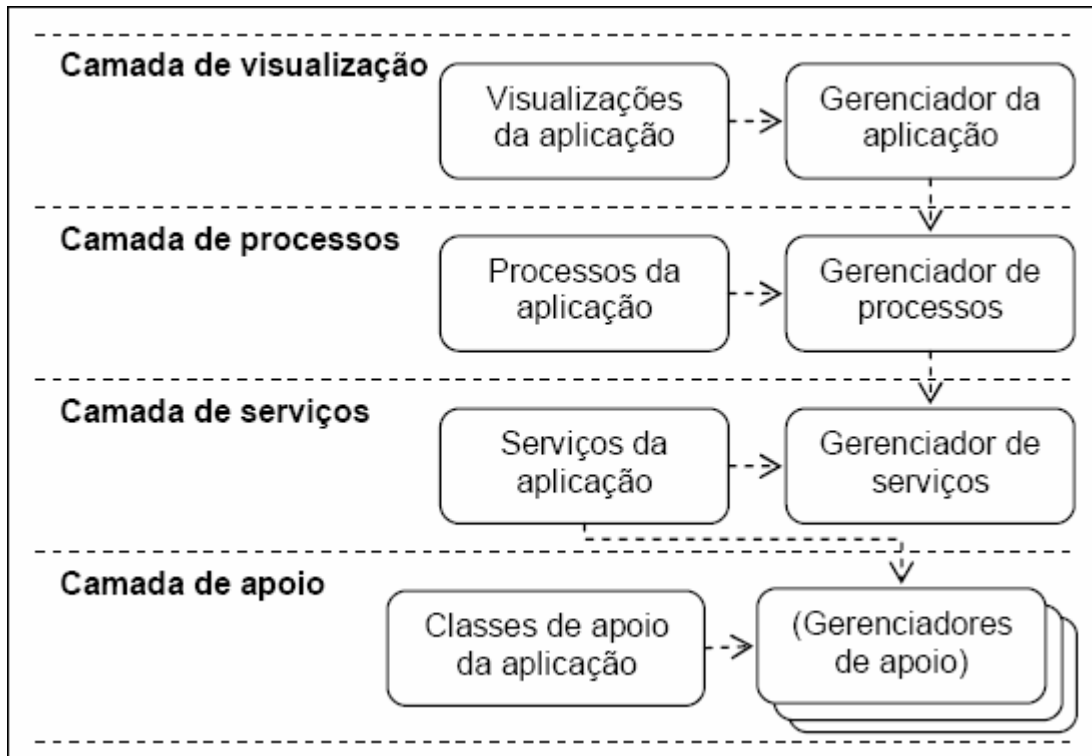 Camada de visualização
Visualizações
da aplicação
Gerenciador da
aplicação
Camada de processos
Processos da
aplicação
Gerenciador de
processos
Camada de serviços
Serviços da
aplicação
Gerenciador de
serviços
Camada de apoio
Classes de apoio
da aplicação
(Gerenciadores
de apoio)